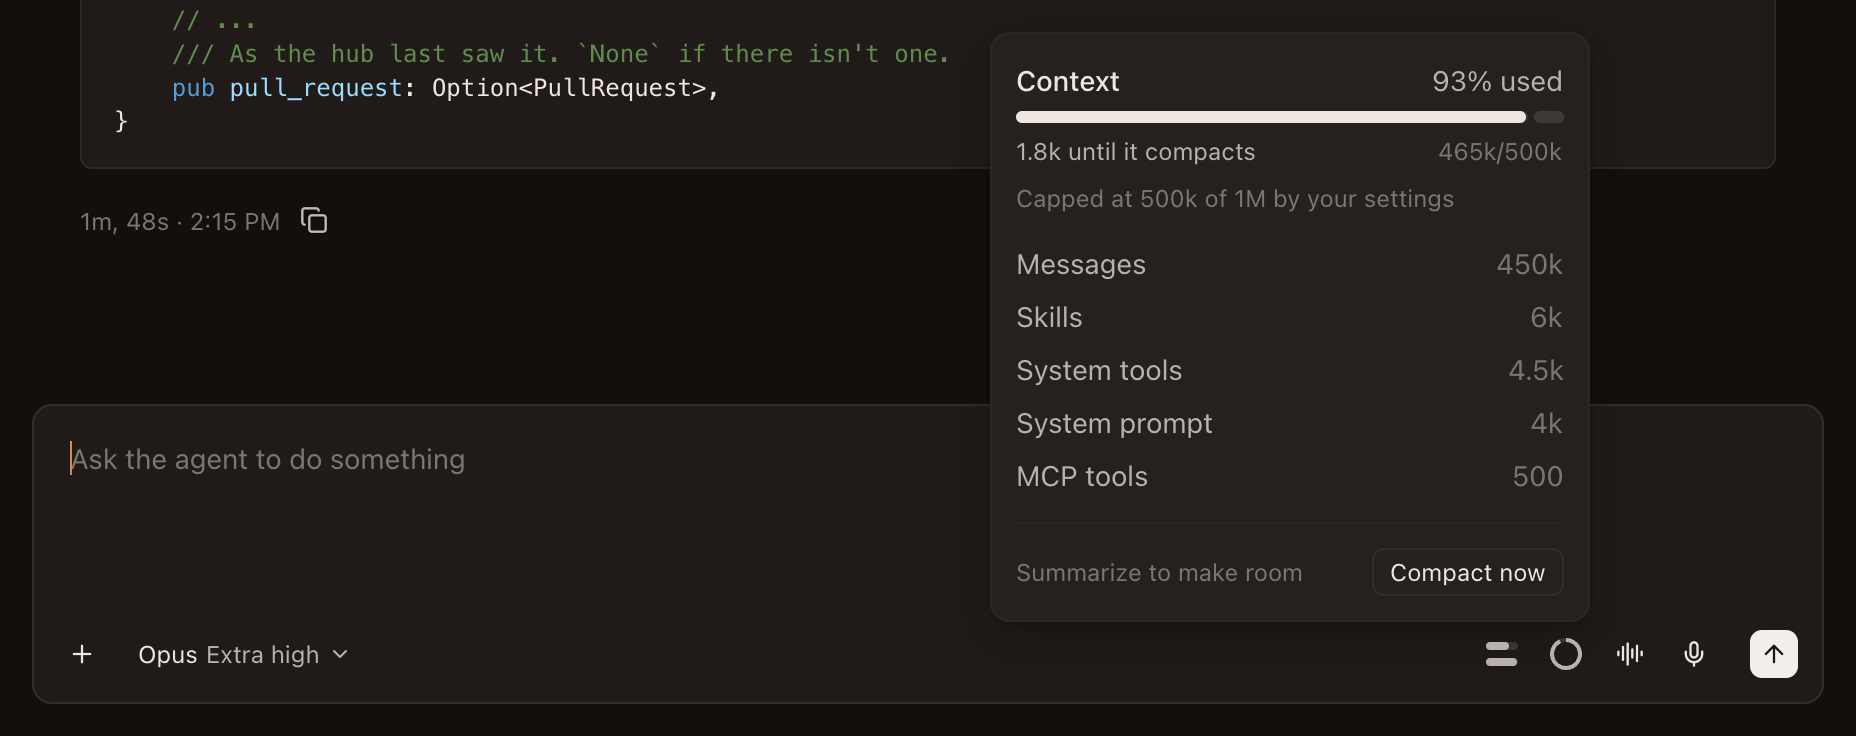 // ...
/// As the hub last saw it. `None` if there isn't one.
pub pull_request: Option<PullRequest>,
}
1m, 48s · 2:15 PM
Context 93% used
1.8k until it compacts 465k/500k
Capped at 500k of 1M by your settings
Messages 450k
Skills 6k
System tools 4.5k
System prompt 4k
MCP tools 500
Summarize to make room Compact now
Ask the agent to do something
Opus Extra high